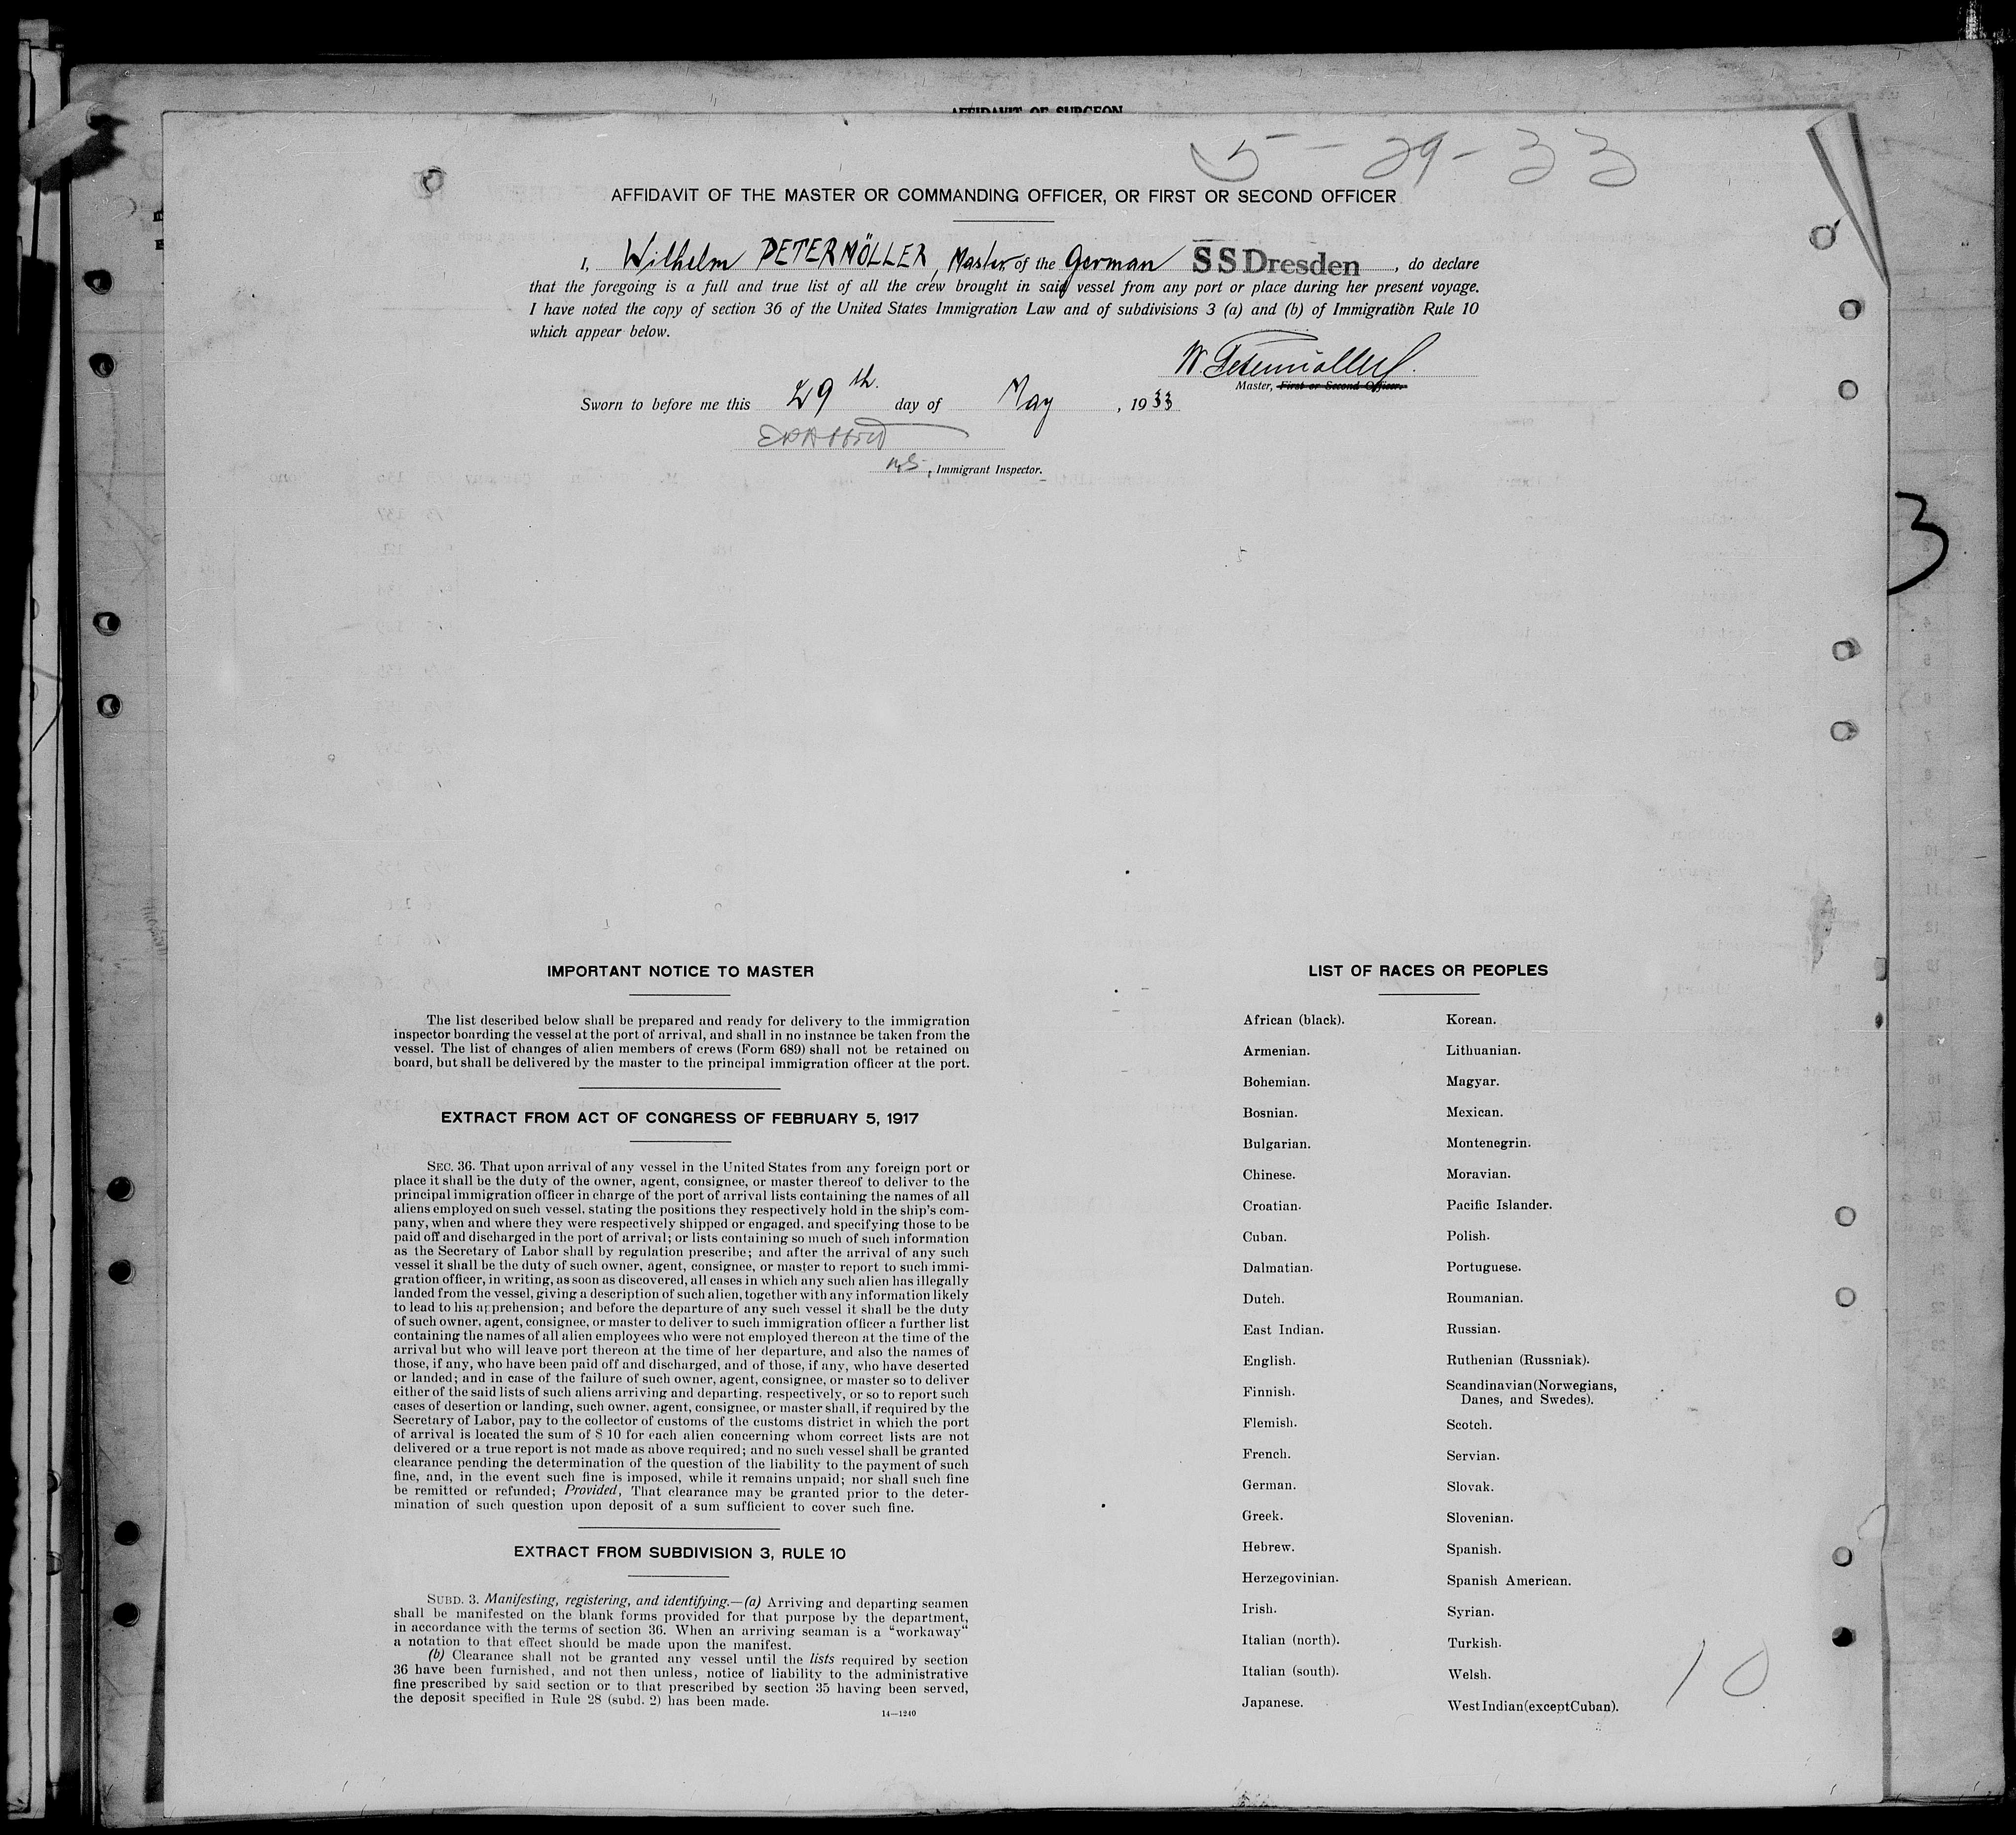 AFFIDAVIT OF SURGEON
5-29-33
AFFIDAVIT OF THE MASTER OR COMMANDING OFFICER, OR FIRST OR SECOND OFFICER
I, Wilhelm PETERMÖLLER, Master, of the German SSDresden, do declare
that the foregoing is a full and true list of all the crew brought in said vessel from any port or place during her present voyage.
I have noted the copy of section 36 of the United States Immigration Law and of subdivisions 3 (a) and (b) of Immigration Rule 10
which appear below.
W. Petermöller.
Master, First or Second Officer.
Sworn to before me this 29th. day of May, 1933
, Immigrant Inspector.
3
IMPORTANT NOTICE TO MASTER
The list described below shall be prepared and ready for delivery to the immigration
inspector boarding the vessel at the port of arrival, and shall in no instance be taken from the
vessel. The list of changes of alien members of crews (Form 689) shall not be retained on
board, but shall be delivered by the master to the principal immigration officer at the port.
EXTRACT FROM ACT OF CONGRESS OF FEBRUARY 5, 1917
SEC. 36. That upon arrival of any vessel in the United States from any foreign port or
place it shall be the duty of the owner, agent, consignee, or master thereof to deliver to the
principal immigration officer in charge of the port of arrival lists containing the names of all
aliens employed on such vessel, stating the positions they respectively hold in the ship's com-
pany, when and where they were respectively shipped or engaged, and specifying those to be
paid off and discharged in the port of arrival; or lists containing so much of such information
as the Secretary of Labor shall by regulation prescribe; and after the arrival of any such
vessel it shall be the duty of such owner, agent, consignee, or master to report to such immi-
gration officer, in writing, as soon as discovered, all cases in which any such alien has illegally
landed from the vessel, giving a description of such alien, together with any information likely
to lead to his apprehension; and before the departure of any such vessel it shall be the duty
of such owner, agent, consignee, or master to deliver to such immigration officer a further list
containing the names of all alien employees who were not employed thereon at the time of the
arrival but who will leave port thereon at the time of her departure, and also the names of
those, if any, who have been paid off and discharged, and of those, if any, who have deserted
or landed; and in case of the failure of such owner, agent, consignee, or master so to deliver
either of the said lists of such aliens arriving and departing, respectively, or so to report such
cases of desertion or landing, such owner, agent, consignee, or master shall, if required by the
Secretary of Labor, pay to the collector of customs of the customs district in which the port
of arrival is located the sum of $ 10 for each alien concerning whom correct lists are not
delivered or a true report is not made as above required; and no such vessel shall be granted
clearance pending the determination of the question of the liability to the payment of such
fine, and, in the event such fine is imposed, while it remains unpaid; nor shall such fine
be remitted or refunded; Provided, That clearance may be granted prior to the deter-
mination of such question upon deposit of a sum sufficient to cover such fine.
EXTRACT FROM SUBDIVISION 3, RULE 10
SUBD. 3. Manifesting, registering, and identifying.—(a) Arriving and departing seamen
shall be manifested on the blank forms provided for that purpose by the department,
in accordance with the terms of section 36. When an arriving seaman is a "workaway"
a notation to that effect should be made upon the manifest.
(b) Clearance shall not be granted any vessel until the lists required by section
36 have been furnished, and not then unless, notice of liability to the administrative
fine prescribed by said section or to that prescribed by section 35 having been served,
the deposit specified in Rule 28 (subd. 2) has been made.
14—1240
LIST OF RACES OR PEOPLES
African (black).
Armenian.
Bohemian.
Bosnian.
Bulgarian.
Chinese.
Croatian.
Cuban.
Dalmatian.
Dutch.
East Indian.
English.
Finnish.
Flemish.
French.
German.
Greek.
Hebrew.
Herzegovinian.
Irish.
Italian (north).
Italian (south).
Japanese.
Korean.
Lithuanian.
Magyar.
Mexican.
Montenegrin.
Moravian.
Pacific Islander.
Polish.
Portuguese.
Roumanian.
Russian.
Ruthenian (Russniak).
Scandinavian(Norwegians,
Danes, and Swedes).
Scotch.
Servian.
Slovak.
Slovenian.
Spanish.
Spanish American.
Syrian.
Turkish.
Welsh.
West Indian(except Cuban).
10